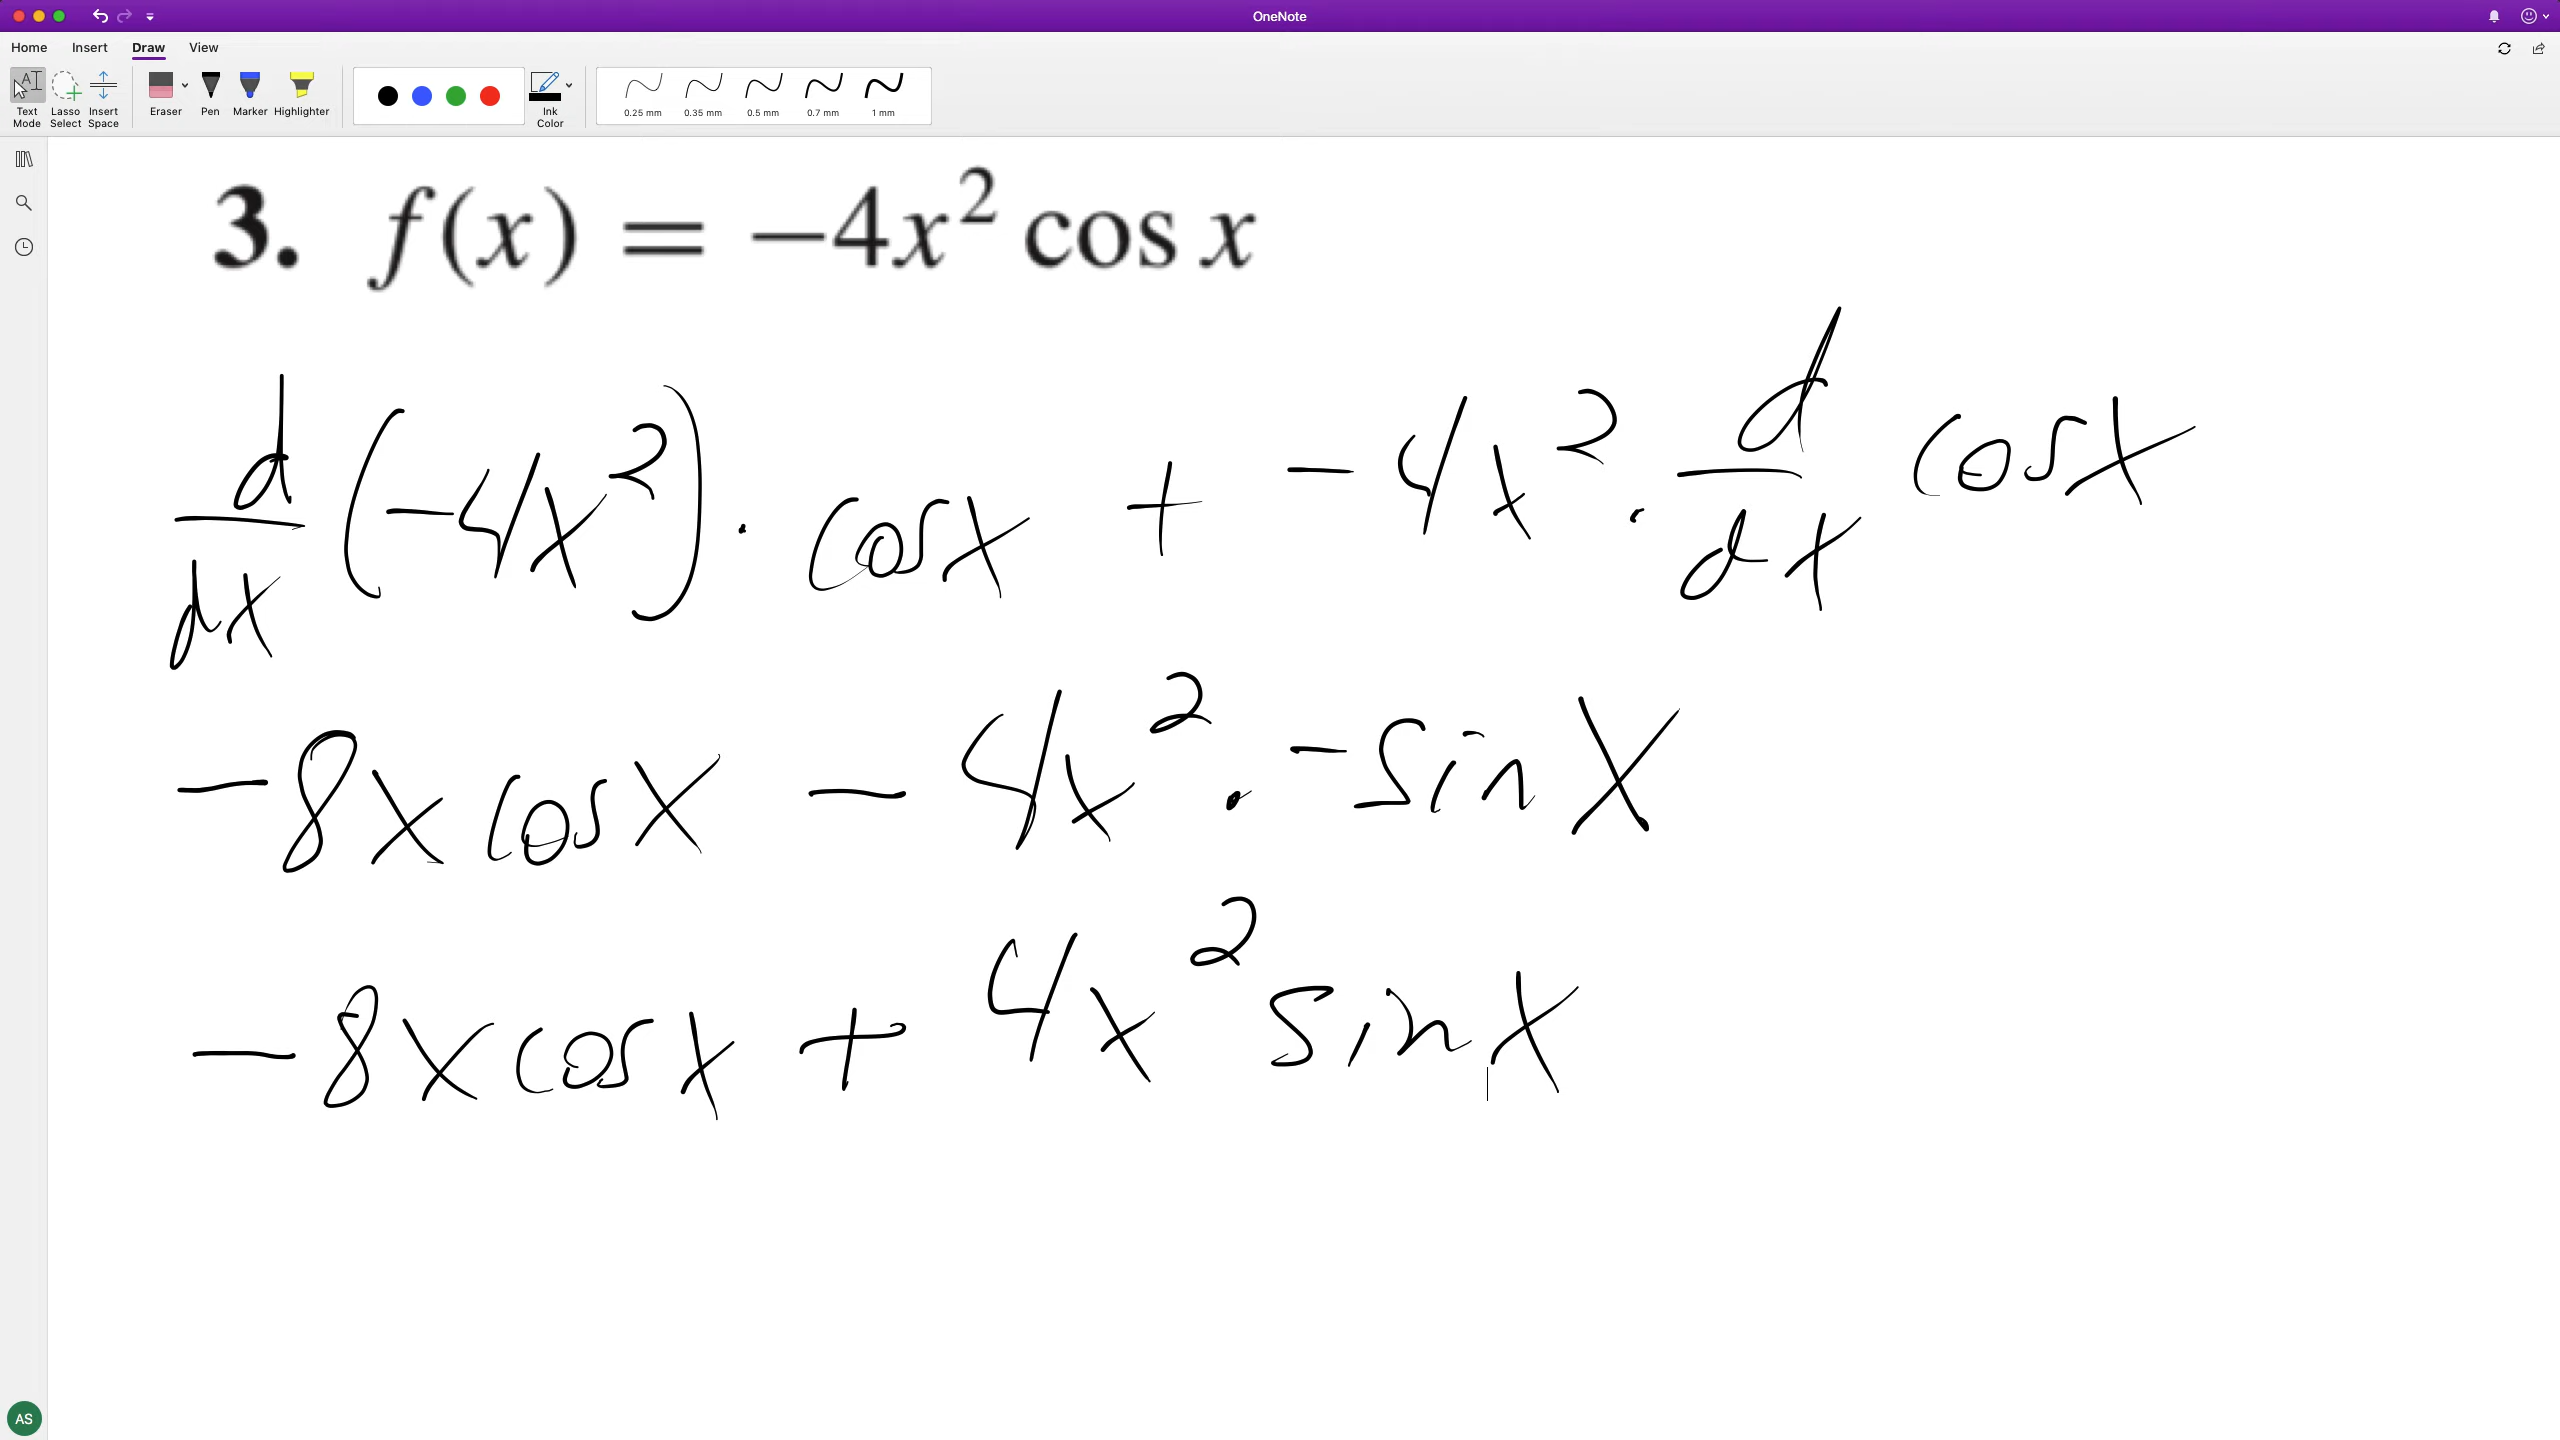 OneNote
Home Insert Draw View
Text Mode Lasso Select Insert Space Eraser Pen Marker Highlighter Ink Color 0.25 mm 0.35 mm 0.5 mm 0.7 mm 1 mm
3. f(x) = −4x² cos x
d/dx (−4x²) · cos x + −4x² · d/dx cos x
−8x cos x − 4x² · −sin x
−8x cos x + 4x² sin x
AS